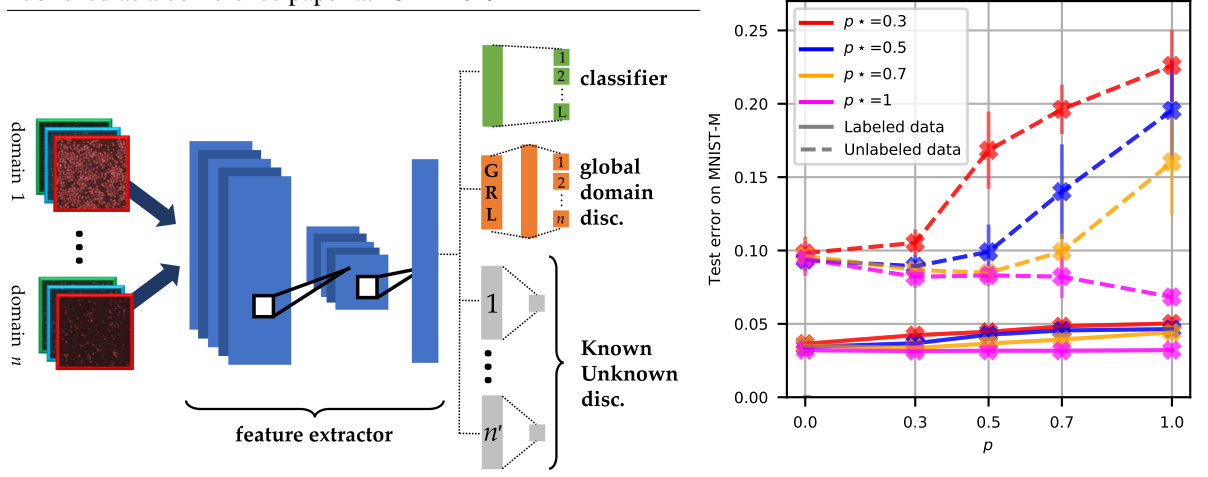 domain 1
domain n
feature extractor
1
2
L
classifier
G
R
L
1
2
n
global
domain
disc.
1
n'
Known
Unknown
disc.
p ⋆ =0.3
p ⋆ =0.5
p ⋆ =0.7
p ⋆ =1
Labeled data
Unlabeled data
Test error on MNIST-M
0.25
0.20
0.15
0.10
0.05
0.00
0.0
0.3
0.5
0.7
1.0
p